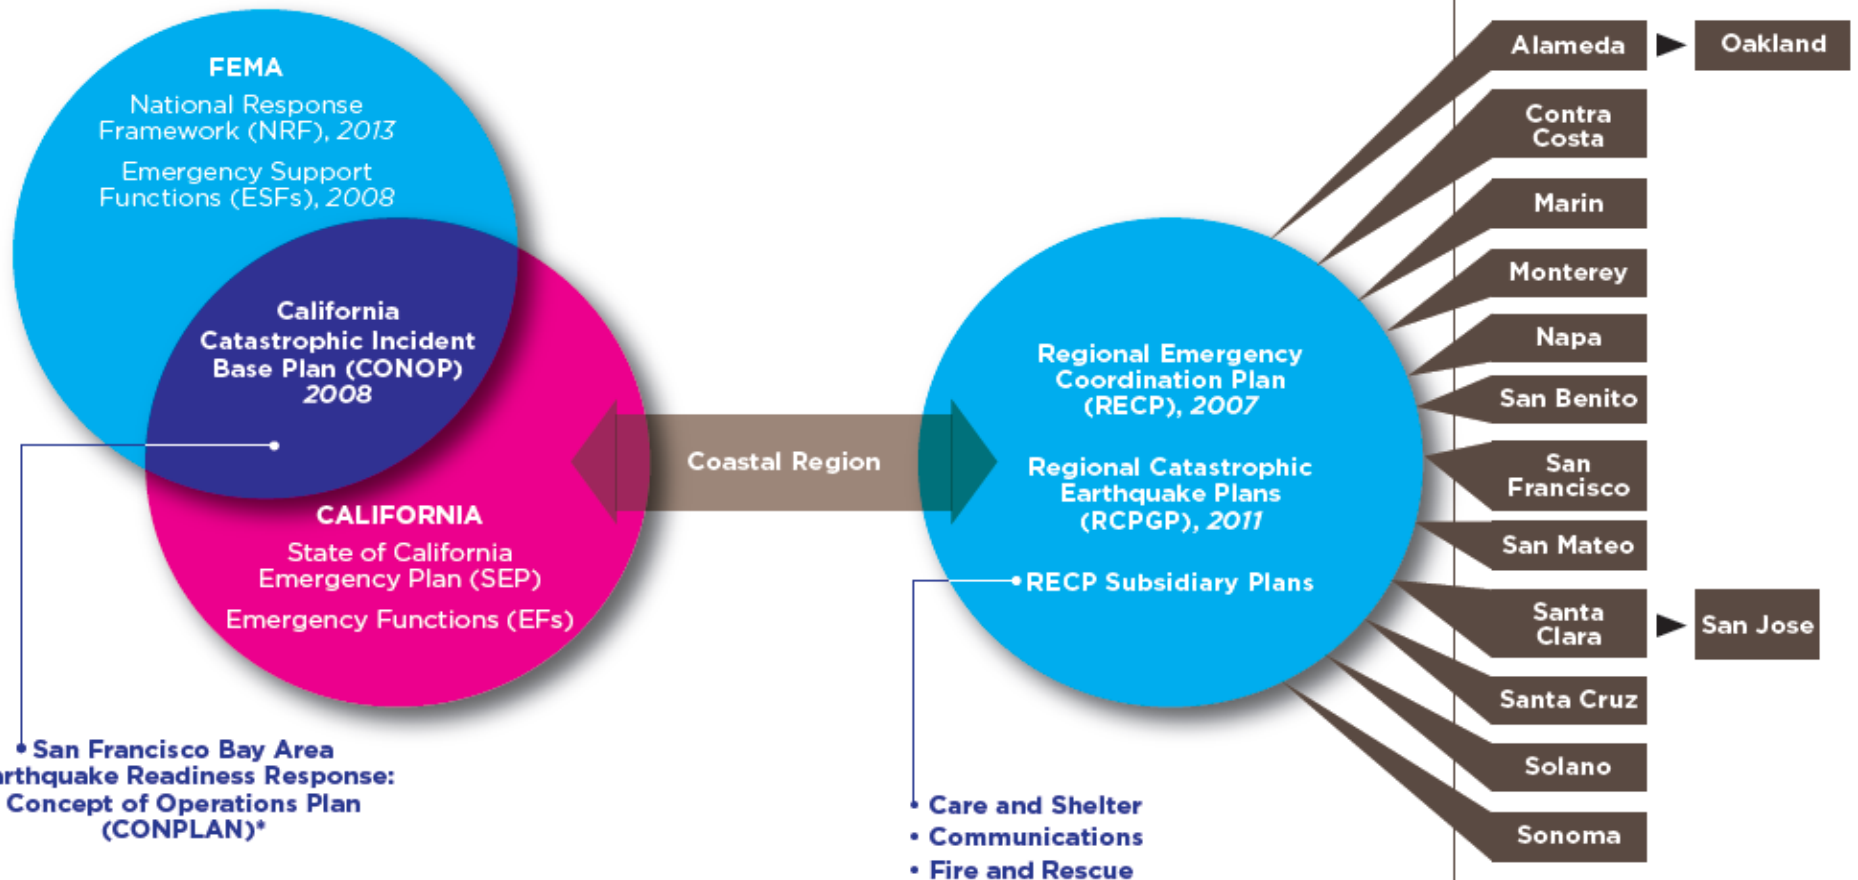 FEMA
National Response
Framework (NRF), 2013
Emergency Support
Functions (ESFs), 2008
California
Catastrophic Incident
Base Plan (CONOP)
2008
CALIFORNIA
State of California
Emergency Plan (SEP)
Emergency Functions (EFs)
• San Francisco Bay Area
arthquake Readiness Response:
Concept of Operations Plan
(CONPLAN)*
Coastal Region
Regional Emergency
Coordination Plan
(RECP), 2007
Regional Catastrophic
Earthquake Plans
(RCPGP), 2011
RECP Subsidiary Plans
• Care and Shelter
• Communications
• Fire and Rescue
Alameda
Oakland
Contra
Costa
Marin
Monterey
Napa
San Benito
San
Francisco
San Mateo
Santa
Clara
San Jose
Santa Cruz
Solano
Sonoma